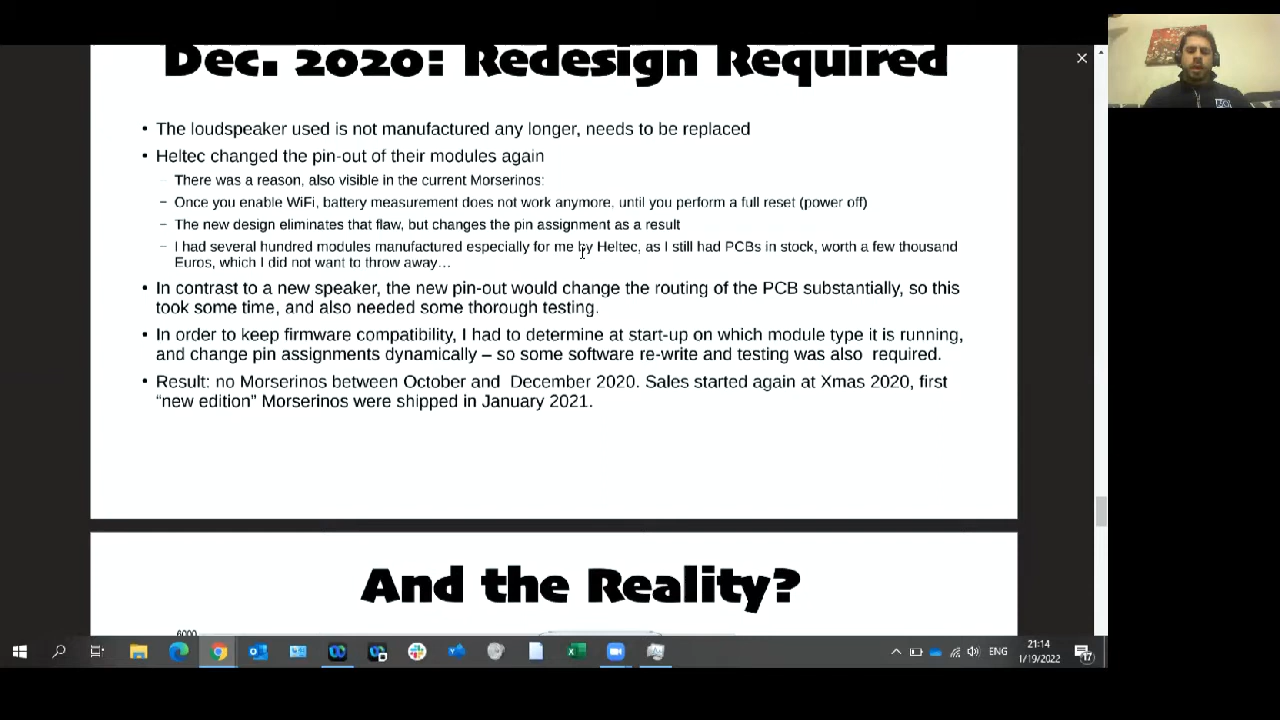 Dec. 2020: Redesign Required
• The loudspeaker used is not manufactured any longer, needs to be replaced
• Heltec changed the pin-out of their modules again
– There was a reason, also visible in the current Morserinos:
– Once you enable WiFi, battery measurement does not work anymore, until you perform a full reset (power off)
– The new design eliminates that flaw, but changes the pin assignment as a result
– I had several hundred modules manufactured especially for me by Heltec, as I still had PCBs in stock, worth a few thousand
Euros, which I did not want to throw away…
• In contrast to a new speaker, the new pin-out would change the routing of the PCB substantially, so this
took some time, and also needed some thorough testing.
• In order to keep firmware compatibility, I had to determine at start-up on which module type it is running,
and change pin assignments dynamically – so some software re-write and testing was also required.
• Result: no Morserinos between October and December 2020. Sales started again at Xmas 2020, first
“new edition” Morserinos were shipped in January 2021.
And the Reality?
6000
ENG
21:14
1/19/2022
17